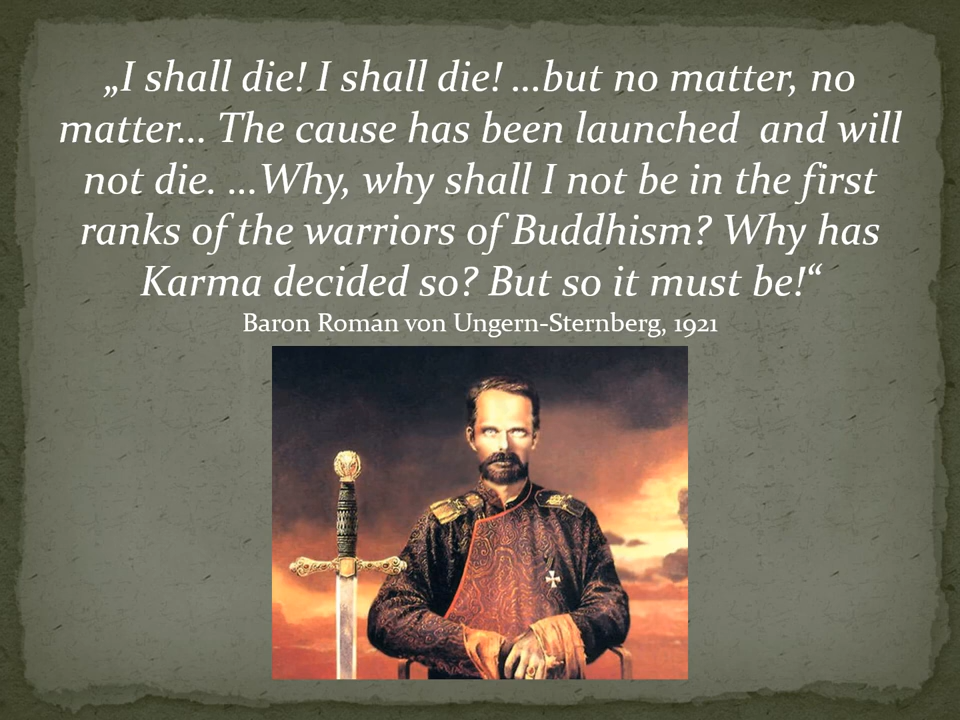 „I shall die! I shall die! …but no matter, no
matter… The cause has been launched  and will
not die. …Why, why shall I not be in the first
ranks of the warriors of Buddhism? Why has
Karma decided so? But so it must be!“
Baron Roman von Ungern-Sternberg, 1921